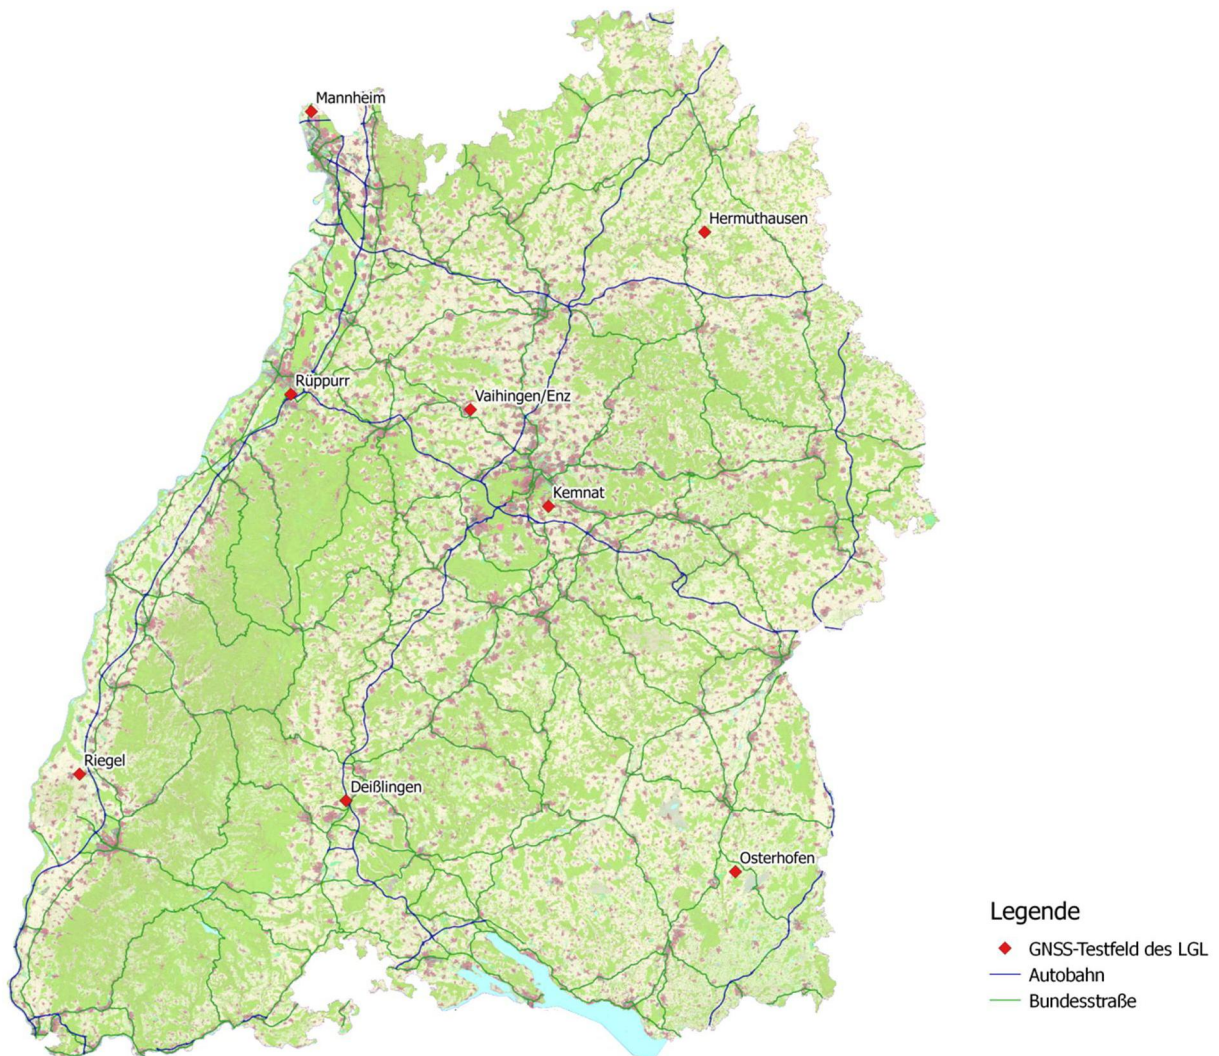 Mannheim
Hermuthausen
Rüppurr
Vaihingen/Enz
Kemnat
Riegel
Deißlingen
Osterhofen
Legende
GNSS-Testfeld des LGL
Autobahn
Bundesstraße